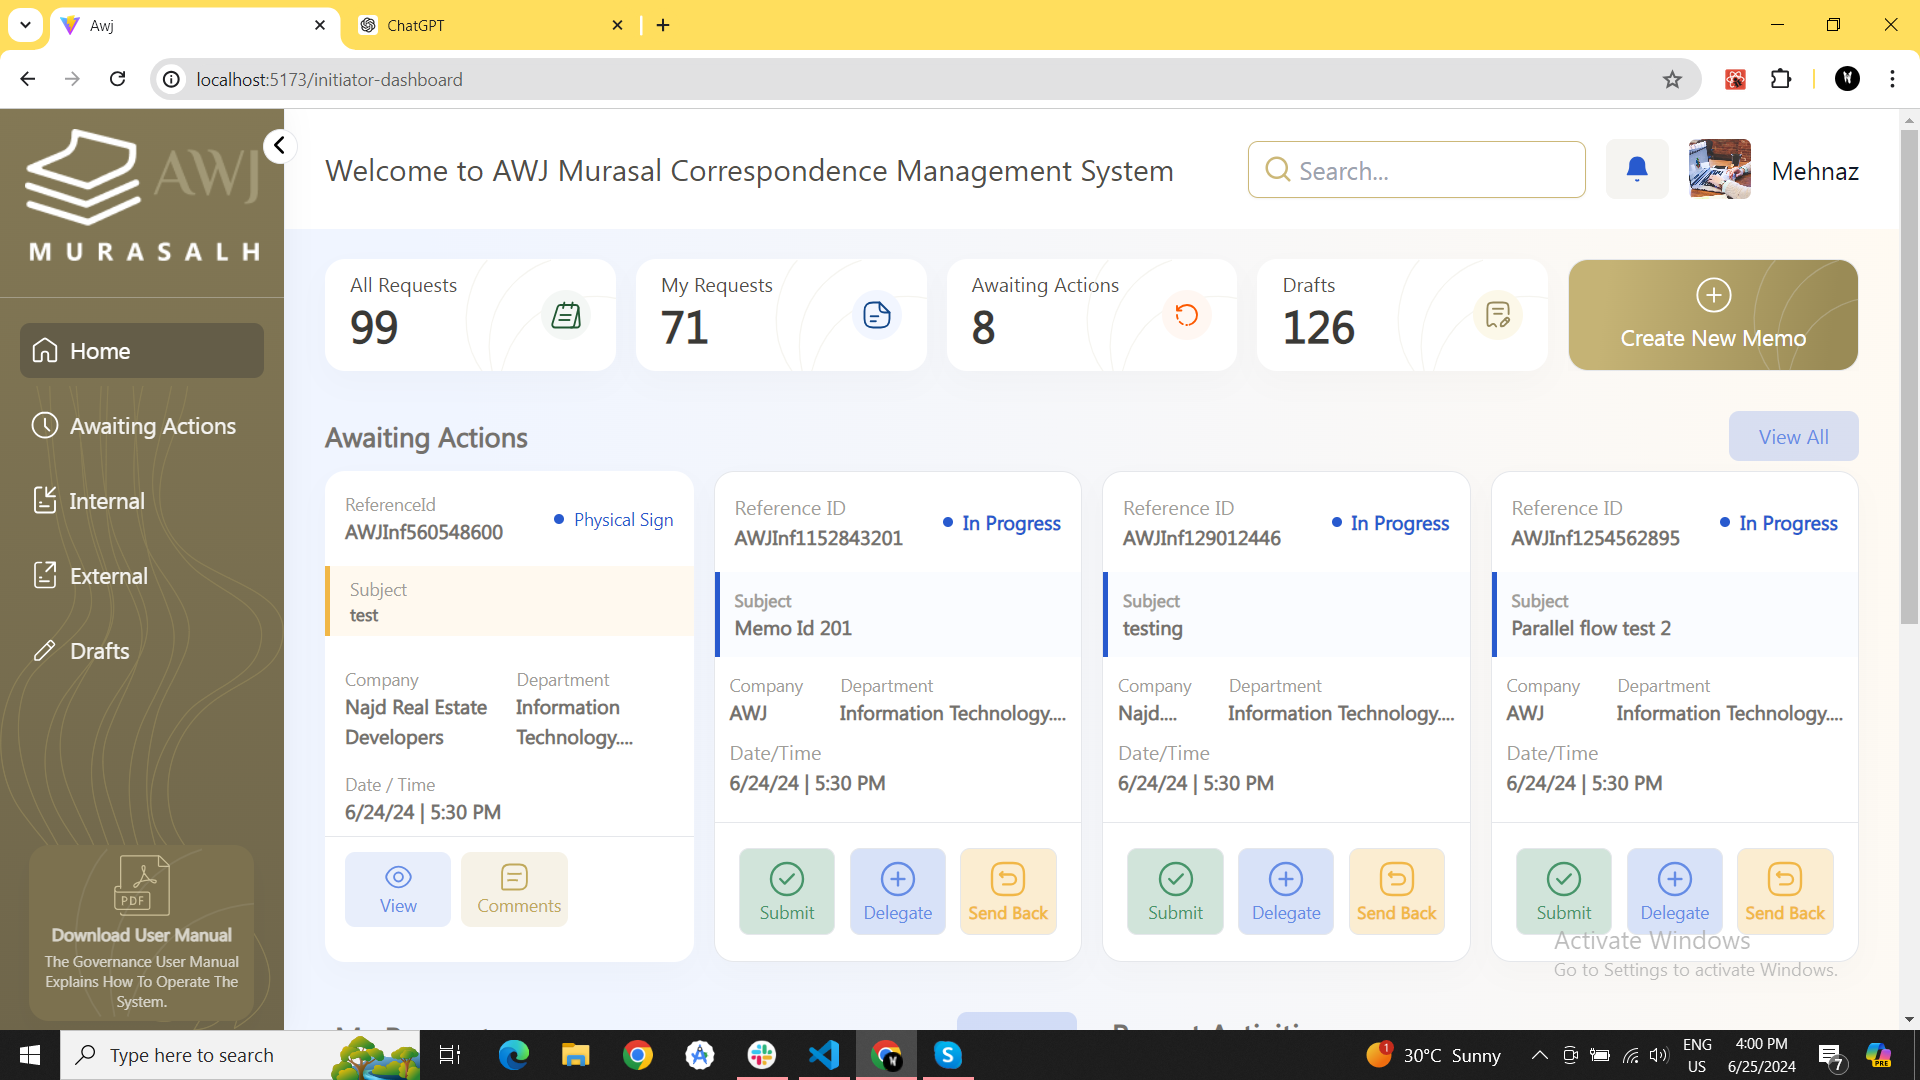 Awj
ChatGPT
localhost:5173/initiator-dashboard
AWJ
MURASALH
Welcome to AWJ Murasal Correspondence Management System
Search...
Mehnaz
All Requests
99
My Requests
71
Awaiting Actions
8
Drafts
126
Create New Memo
Home
Awaiting Actions
Internal
External
Drafts
PDF
Download User Manual
The Governance User Manual
Explains How To Operate The
System.
Awaiting Actions
View All
ReferenceId
AWJInf560548600
Physical Sign
Subject
test
Company
Najd Real Estate
Developers
Department
Information
Technology....
Date / Time
6/24/24 | 5:30 PM
View
Comments
Reference ID
AWJInf1152843201
In Progress
Subject
Memo Id 201
Company
AWJ
Department
Information Technology....
Date/Time
6/24/24 | 5:30 PM
Submit
Delegate
Send Back
Reference ID
AWJInf129012446
In Progress
Subject
testing
Company
Najd....
Department
Information Technology....
Date/Time
6/24/24 | 5:30 PM
Submit
Delegate
Send Back
Reference ID
AWJInf1254562895
In Progress
Subject
Parallel flow test 2
Company
AWJ
Department
Information Technology....
Date/Time
6/24/24 | 5:30 PM
Submit
Delegate
Send Back
Activate Windows
Go to Settings to activate Windows.
Type here to search
1
30°C Sunny
ENG
US
4:00 PM
6/25/2024
7
PRE